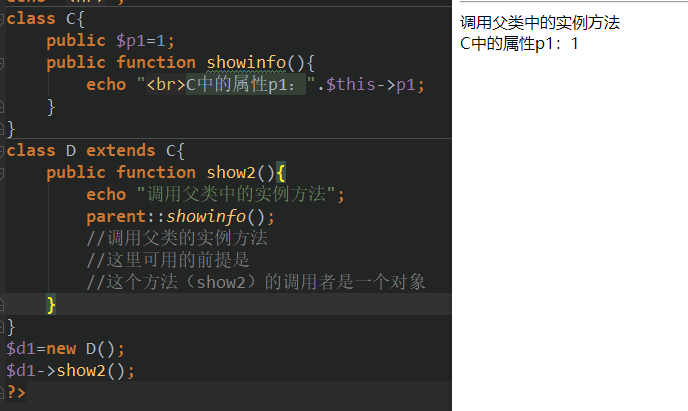 class C{
public $p1=1;
public function showinfo(){
echo "<br>C中的属性p1：".$this->p1;
}
}
class D extends C{
public function show2(){
echo "调用父类中的实例方法";
parent::showinfo();
//调用父类的实例方法
//这里可用的前提是
//这个方法（show2）的调用者是一个对象
}
}
$d1=new D();
$d1->show2();
?>
调用父类中的实例方法
C中的属性p1：1